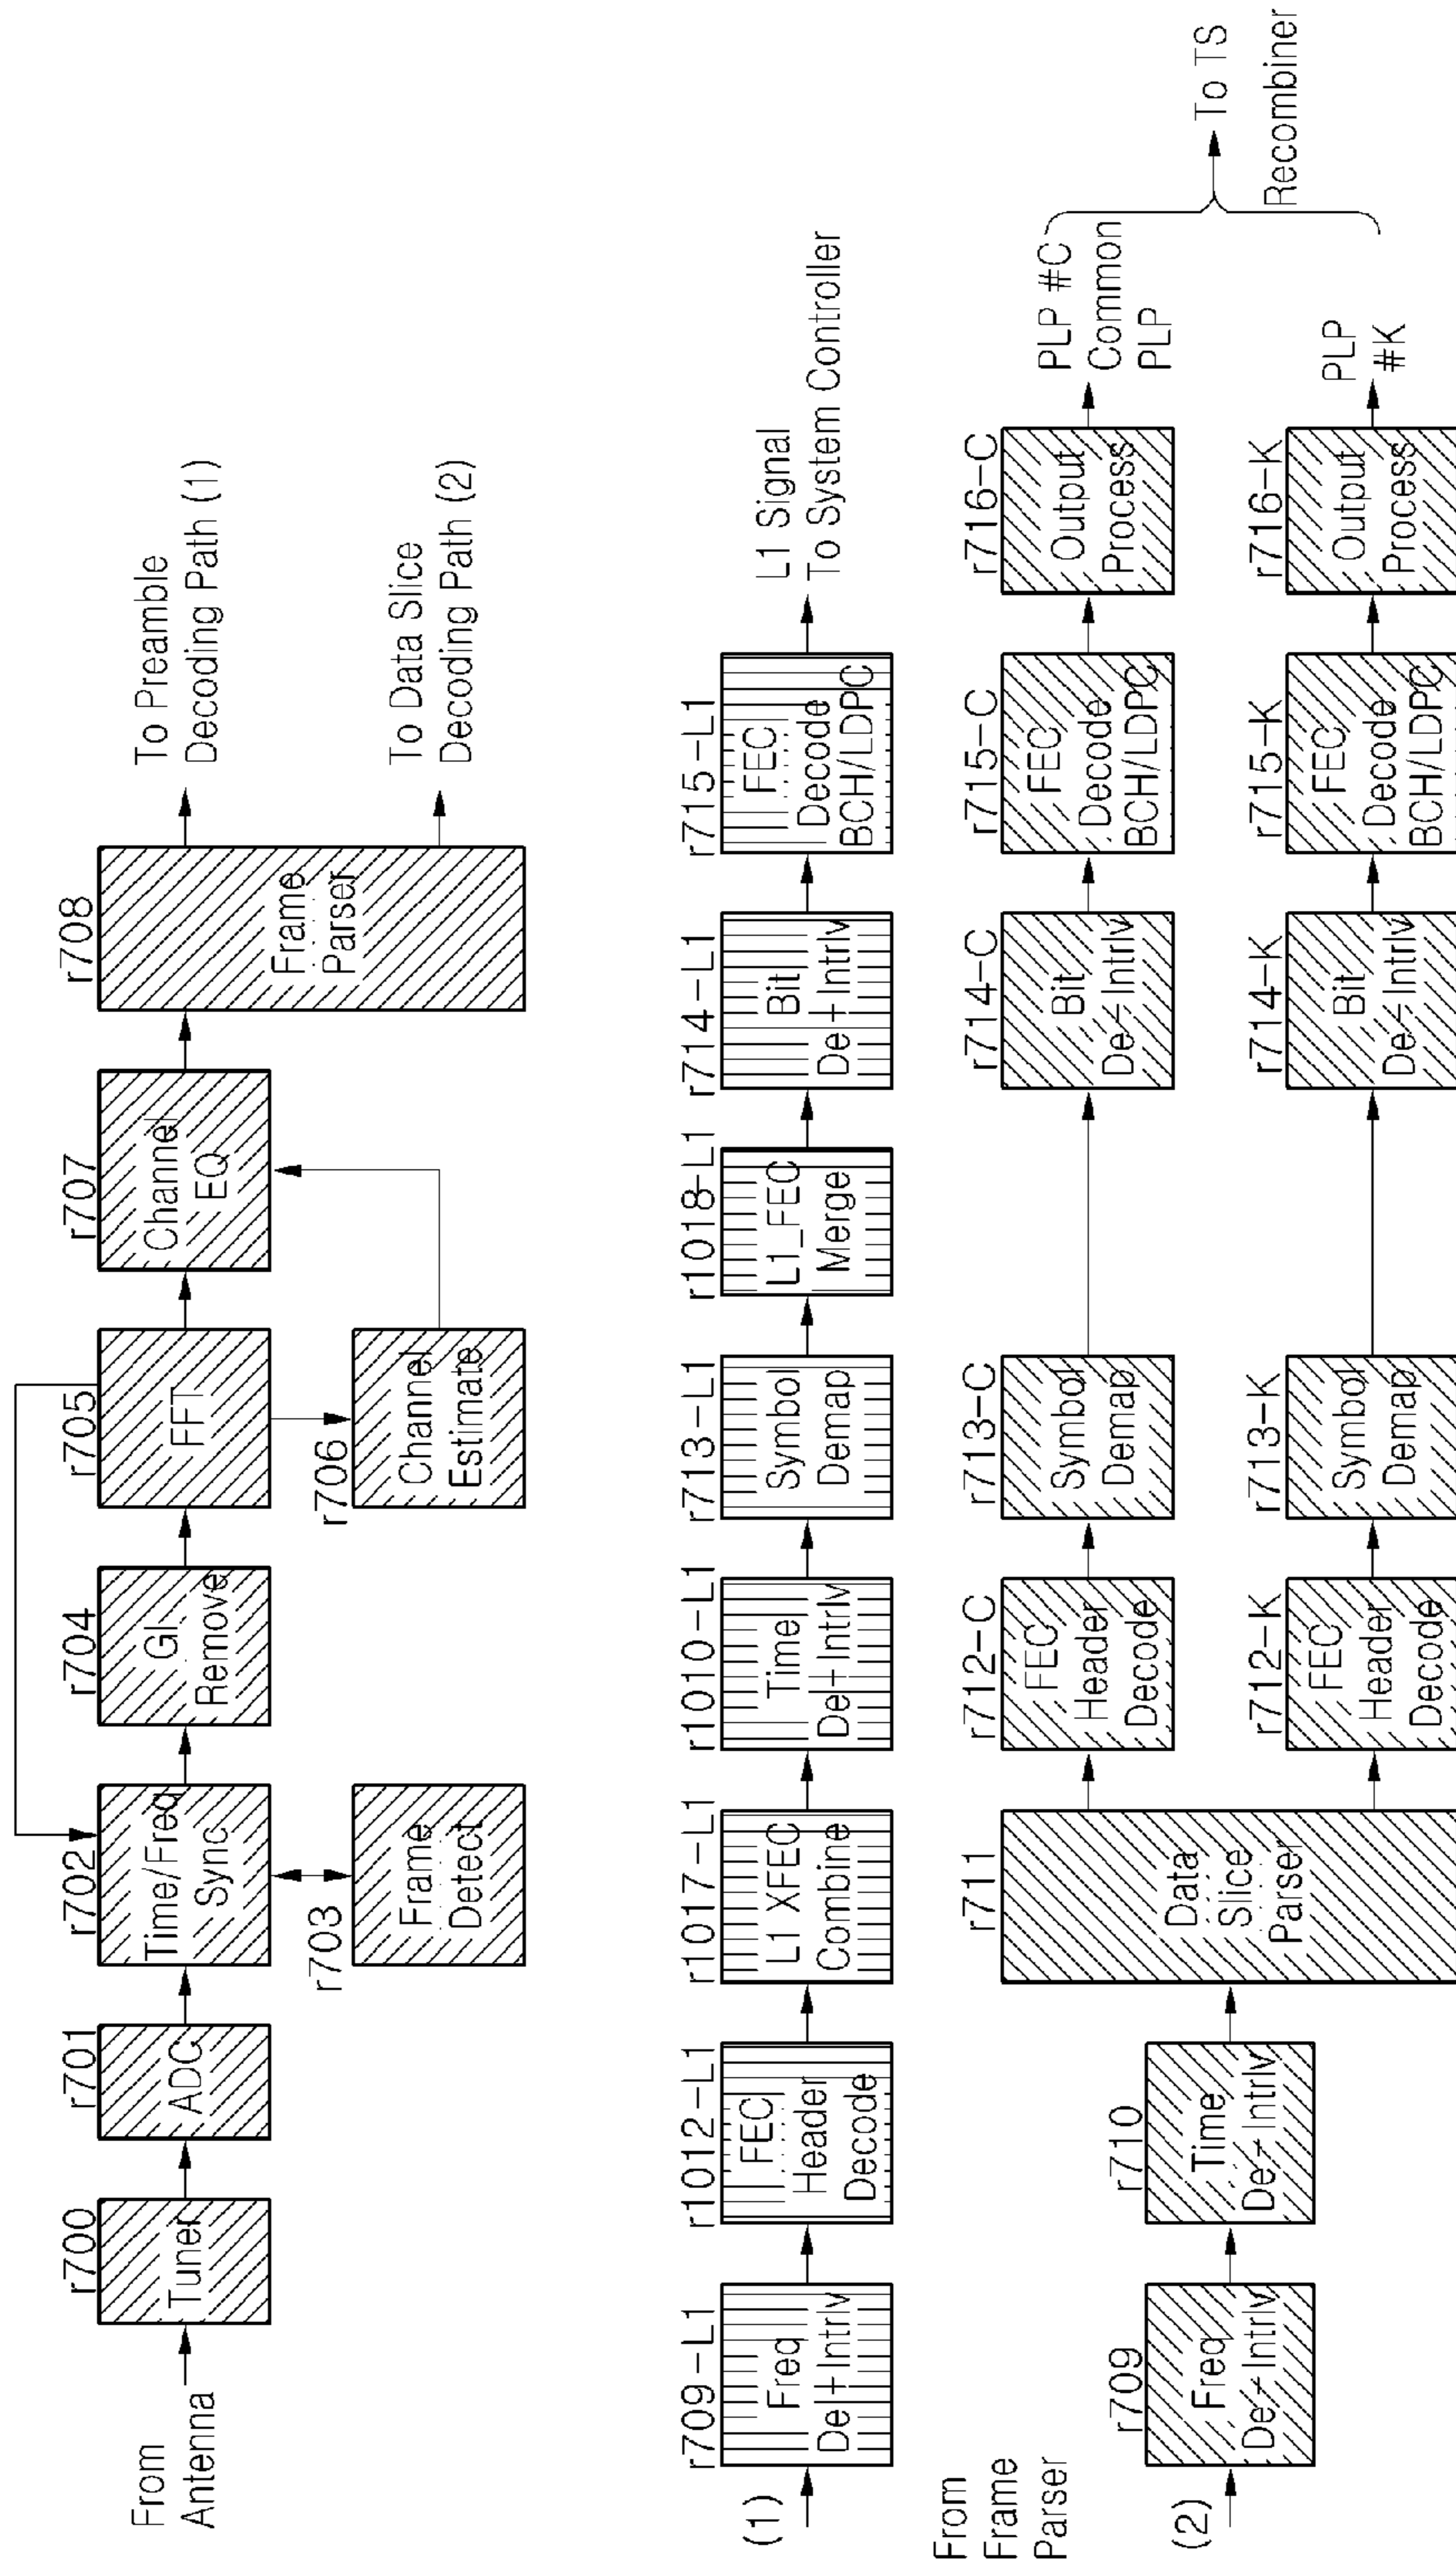 From
Antenna
r700
Tuner
r701
ADC
r702
Time/Freq
Sync
r703
Frame
Detect
r704
GI
Remove
r705
FFT
r706
Channel
Estimate
r707
Channel
EQ
r708
Frame
Parser
To Preamble
Decoding Path (1)
To Data Slice
Decoding Path (2)
(1)
r709-L1
Freq
De-Intrlv
r1012-L1
FEC
Header
Decode
r1017-L1
L1 XFEC
Combine
r1010-L1
Time
De-Intrlv
r713-L1
Symbol
Demap
r1018-L1
L1_FEC
Merge
r714-L1
Bit
De-Intrlv
r715-L1
FEC
Decode
BCH/LDPC
L1 Signal
To System Controller
From
Frame
Parser
(2)
r709
Freq
De-Intrlv
r710
Time
De-Intrlv
r711
Data
Slice
Parser
r712-C
FEC
Header
Decode
r713-C
Symbol
Demap
r714-C
Bit
De-Intrlv
r715-C
FEC
Decode
BCH/LDPC
r716-C
Output
Process
PLP #C
Common
PLP
r712-K
FEC
Header
Decode
r713-K
Symbol
Demap
r714-K
Bit
De-Intrlv
r715-K
FEC
Decode
BCH/LDPC
r716-K
Output
Process
PLP
#K
To TS
Recombiner